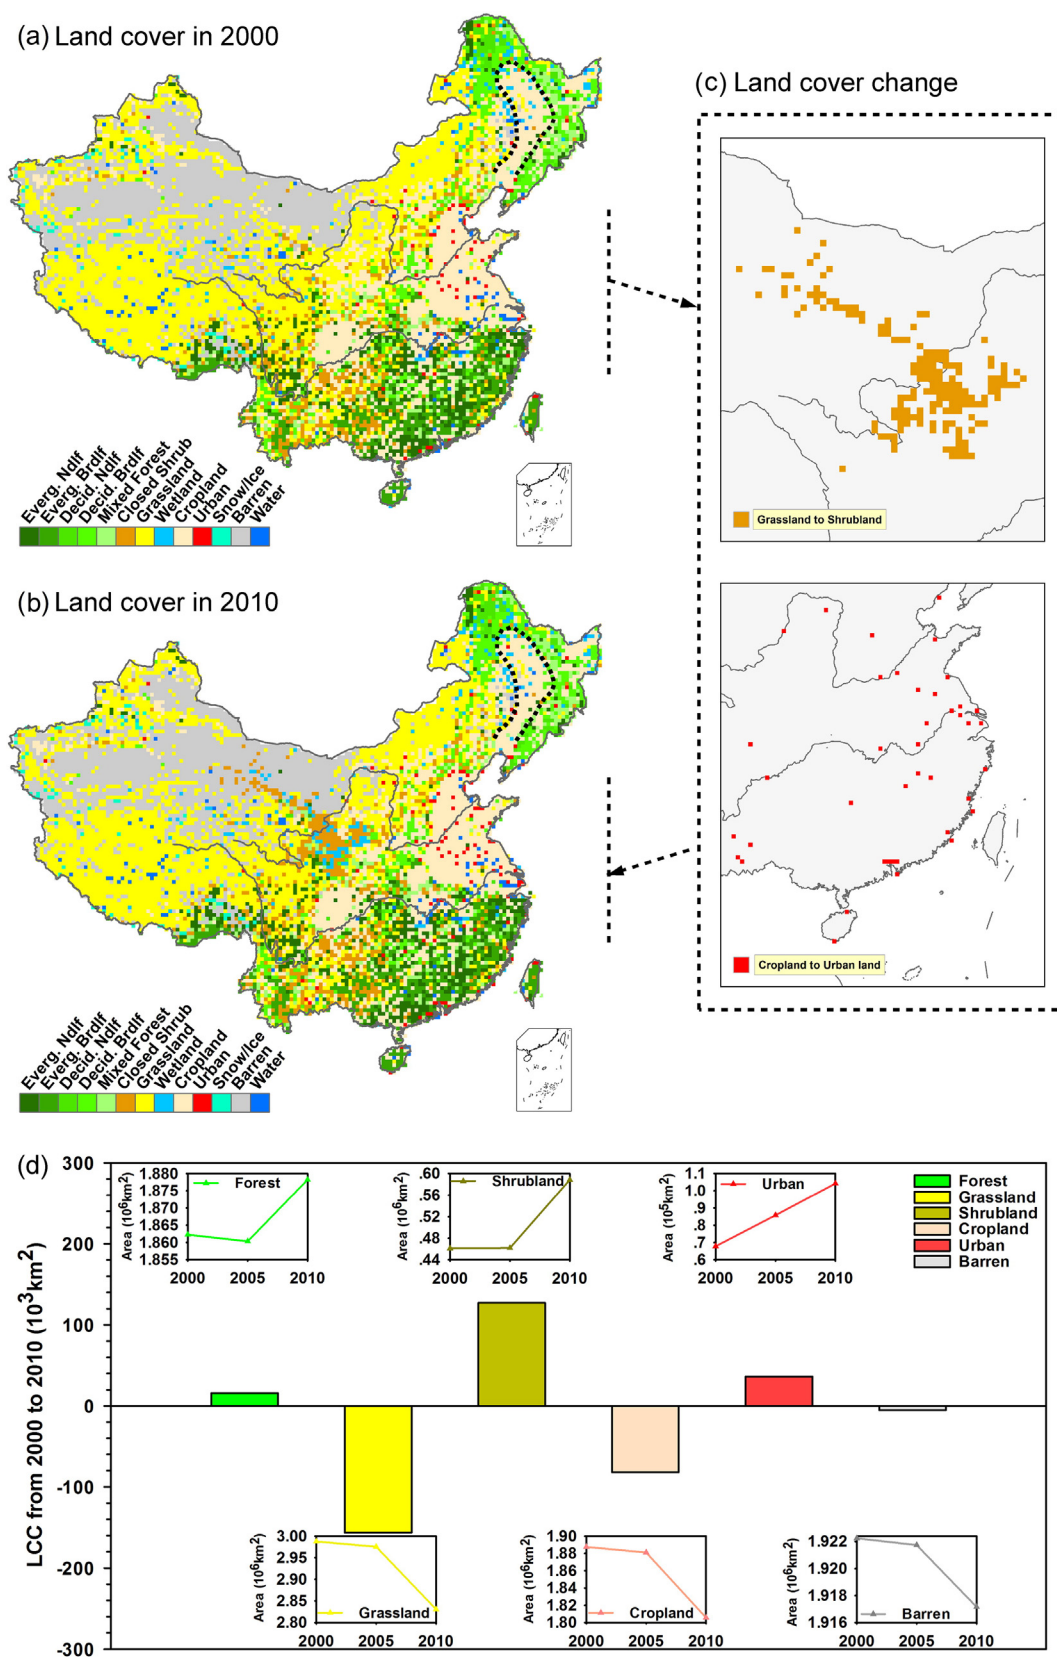 (a) Land cover in 2000
(c) Land cover change
Everg. Ndlf
Everg. Brdlf
Decid. Ndlf
Decid. Brdlf
Mixed Forest
Closed Shrub
Grassland
Wetland
Cropland
Urban
Snow/Ice
Barren
Water
Grassland to Shrubland
(b) Land cover in 2010
Everg. Ndlf
Everg. Brdlf
Decid. Ndlf
Decid. Brdlf
Mixed Forest
Closed Shrub
Grassland
Wetland
Cropland
Urban
Snow/Ice
Barren
Water
Cropland to Urban land
(d)
LCC from 2000 to 2010 (10³km²)
300
200
100
0
-100
-200
-300
Area (10⁶km²)
1.880
1.875
1.870
1.865
1.860
1.855
Forest
2000 2005 2010
Area (10⁶km²)
.60
.56
.52
.48
.44
Shrubland
2000 2005 2010
Area (10⁵km²)
1.1
1.0
.9
.8
.7
.6
Urban
2000 2005 2010
Forest
Grassland
Shrubland
Cropland
Urban
Barren
Area (10⁶km²)
3.00
2.95
2.90
2.85
2.80
Grassland
2000 2005 2010
Area (10⁶km²)
1.90
1.88
1.86
1.84
1.82
1.80
Cropland
2000 2005 2010
Area (10⁶km²)
1.922
1.920
1.918
1.916
Barren
2000 2005 2010